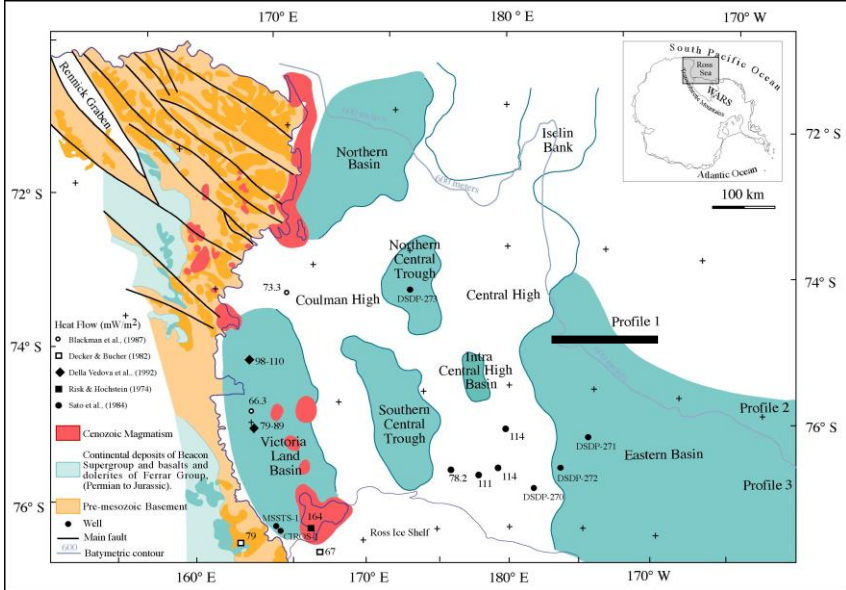 170° E
180° E
170° W
Rennick Graben
South Pacific Ocean
Ross
Sea
WARS
Atlantic Ocean
100 km
600 meters
Iselin
Bank
Northern
Basin
600 meters
72° S
72° S
Northern
Central
Trough
73.3
Coulman High
DSDP-273
Central High
74° S
Heat Flow (mW/m²)
Blackman et al., (1987)
Decker & Bucher (1982)
Della Vedova et al., (1992)
Risk & Hochstein (1974)
Sato et al., (1984)
Profile 1
600 meters
74° S
98-110
Intra
Central High
Basin
66.3
79-89
Profile 2
Cenozoic Magmatism
Victoria
Land
Basin
Southern
Central
Trough
114
DSDP-271
76° S
Continental deposits of Beacon
Supergroup and basalts and
dolerites of Ferrar Group,
(Permian to Jurassic).
Eastern Basin
78.2
111
114
DSDP-272
DSDP-270
Profile 3
76° S
Pre-mesozoic Basement
Well
Main fault
600
Batymetric contour
MSSTS-1
164
CIROS-1
79
67
Ross Ice Shelf
160° E
170° E
180° E
170° W